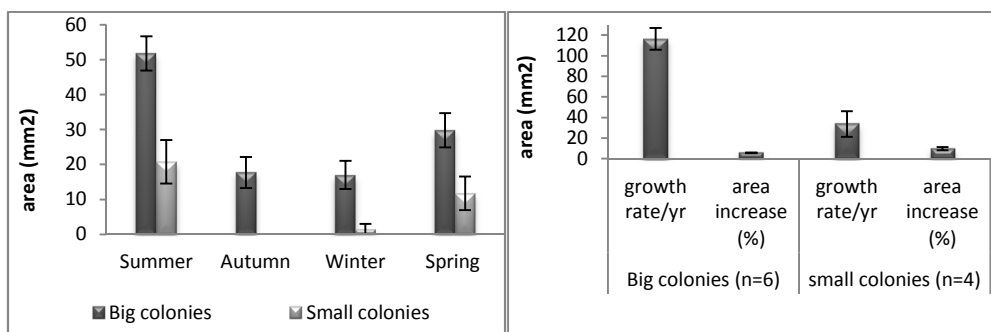 area (mm2)
60
50
40
30
20
10
0
Summer Autumn Winter Spring
Big colonies Small colonies
area (mm2)
120
100
80
60
40
20
0
growth rate/yr
area increase (%)
growth rate/yr
area increase (%)
Big colonies (n=6) small colonies (n=4)